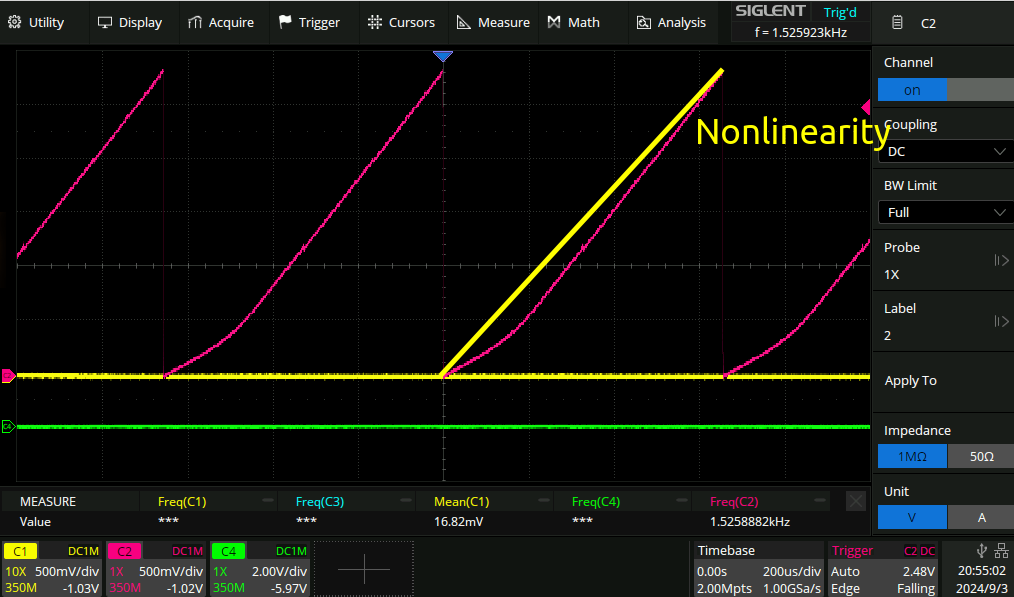 Utility Display Acquire Trigger Cursors Measure Math Analysis SIGLENT Trig'd C2
f = 1.525923kHz
Channel
on
Nonlinearity
Coupling
DC
BW Limit
Full
Probe
1X
Label
2
Apply To
C4
Impedance
1MΩ 50Ω
Unit
V A
MEASURE Freq(C1) Freq(C3) Mean(C1) Freq(C4) Freq(C2)
Value *** *** 16.82mV *** 1.5258882kHz
C1 DC1M C2 DC1M C4 DC1M Timebase Trigger C2 DC
10X 500mV/div 1X 500mV/div 1X 2.00V/div 0.00s 200us/div Auto 2.48V 20:55:02
350M -1.03V 350M -1.02V 350M -5.97V 2.00Mpts 1.00GSa/s Edge Falling 2024/9/3